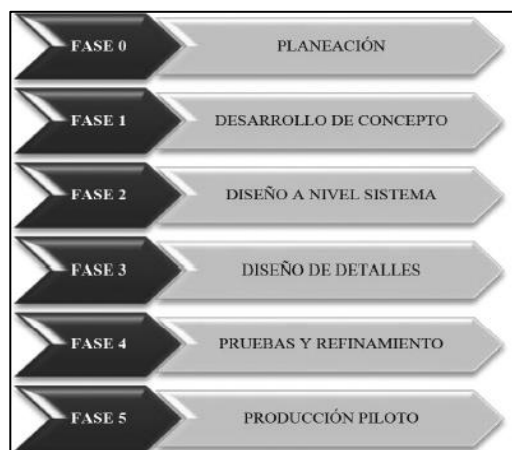 FASE 0 PLANEACIÓN
FASE 1 DESARROLLO DE CONCEPTO
FASE 2 DISEÑO A NIVEL SISTEMA
FASE 3 DISEÑO DE DETALLES
FASE 4 PRUEBAS Y REFINAMIENTO
FASE 5 PRODUCCIÓN PILOTO